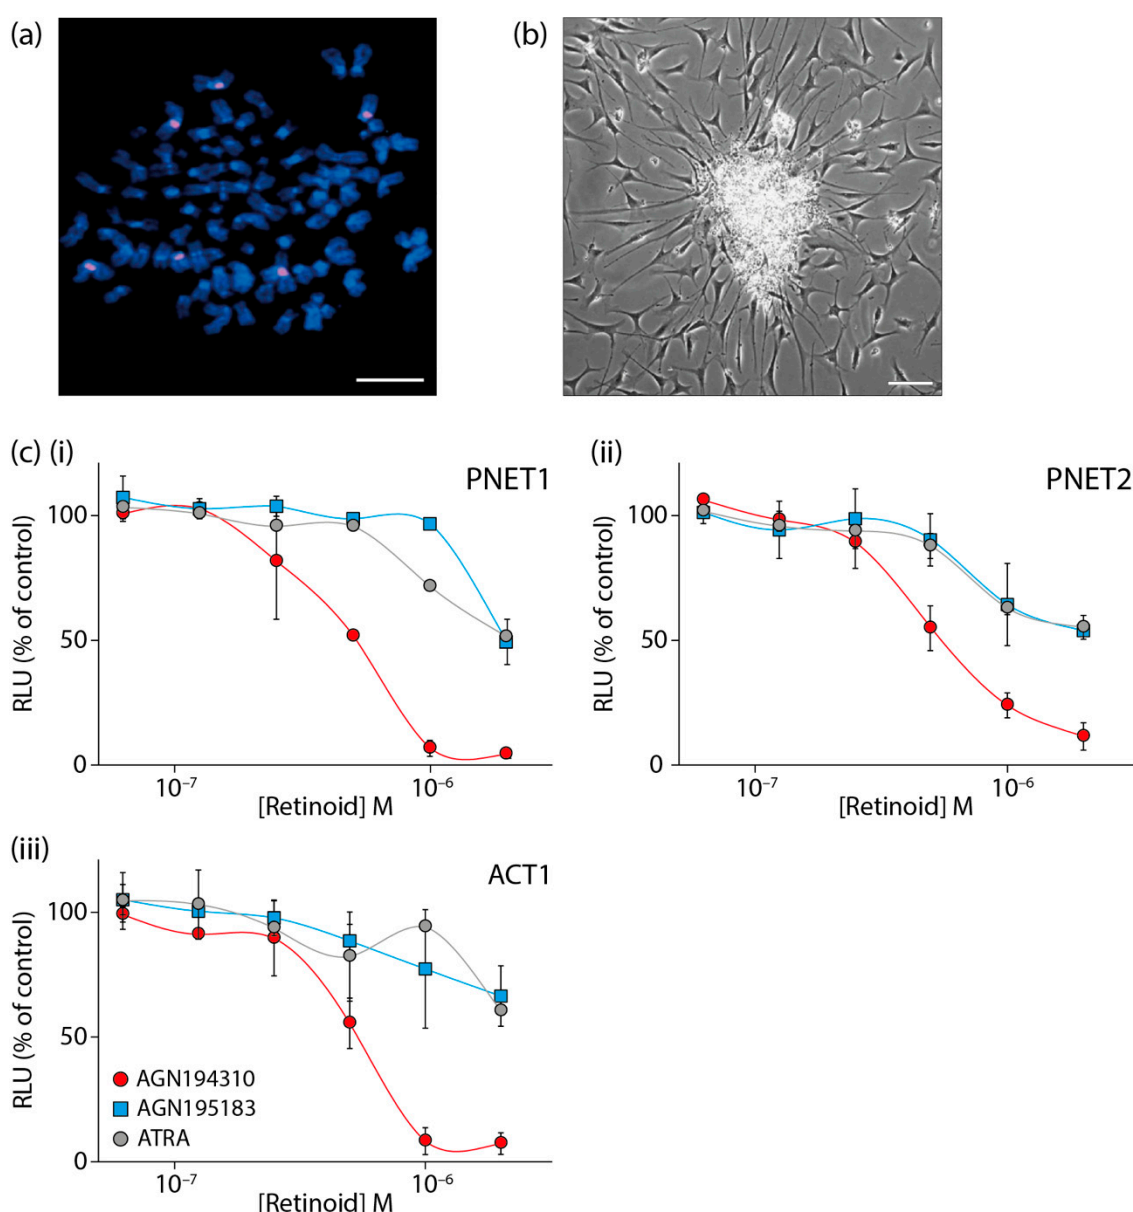 (a)
(b)
(c) (i)
PNET1
RLU (% of control)
100
50
0
10⁻⁷
10⁻⁶
[Retinoid] M
(ii)
PNET2
RLU (% of control)
100
50
0
10⁻⁷
10⁻⁶
[Retinoid] M
(iii)
ACT1
RLU (% of control)
100
50
0
AGN194310
AGN195183
ATRA
10⁻⁷
10⁻⁶
[Retinoid] M